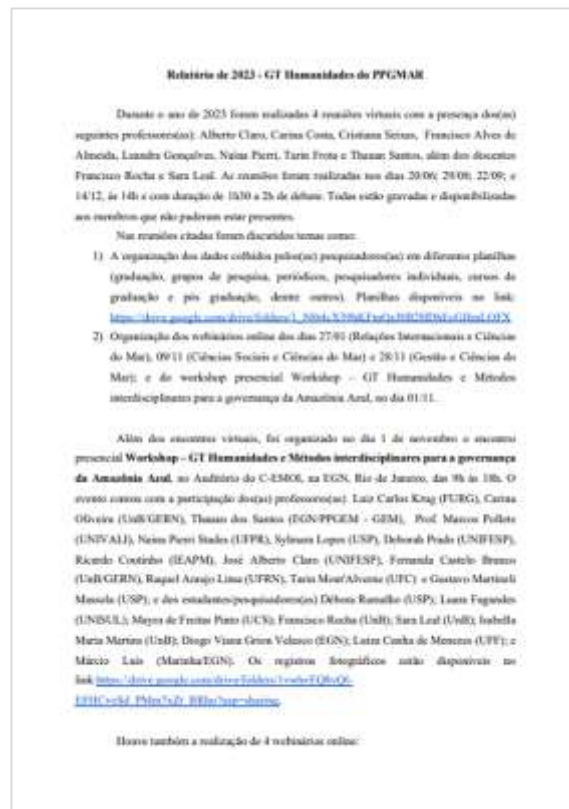 Relatório de 2023 - GT Humanidades do PPGMAR
Durante o ano de 2023 foram realizadas 4 reuniões virtuais com a presença dos(as)
seguintes professores(as): Alberto Claro, Carina Costa, Cristiana Seixas, Francisco Alves de
Almeida, Leandra Gonçalves, Naina Pierri, Tarin Frota e Thauan Santos, além dos discentes
Francisco Rocha e Sara Leal. As reuniões foram realizadas nos dias 20/06; 29/08; 22/09; e
14/12, às 14h e com duração de 1h30 a 2h de debate. Todas estão gravadas e disponibilizadas
aos membros que não puderam estar presentes.
Nas reuniões citadas foram discutidos temas como:
1) A organização dos dados colhidos pelos(as) pesquisadores(as) em diferentes planilhas
(graduação, grupos de pesquisa, periódicos, pesquisadores individuais, cursos de
graduação e pós graduação, dentre outros). Planilhas disponíveis no link:
2) Organização dos webinários online dos dias (Relações Internacionais e Ciências
do Mar), 09/11 (Ciências Sociais e Ciências do Mar) e 28/11 (Gestão e Ciências do
Mar); e do workshop presencial Workshop – GT Humanidades e Métodos
interdisciplinares para a governança da Amazônia Azul, no dia 01/11.
Além dos encontros virtuais, foi organizado no dia 1 de novembro o encontro
presencial Workshop – GT Humanidades e Métodos interdisciplinares para a governança
da Amazônia Azul, no Auditório do C-EMOI, na EGN, Rio de Janeiro, das 9h às 18h. O
evento contou com a participação dos(as) professores(as): Luiz Carlos Krug (FURG), Carina
Oliveira (UnB/GERN), Thauan dos Santos (EGN/PPGEM - GEM), Prof. Marcus Polette
(UNIVALI), Naina Pierri Stades (UFPR), Sylmara Lopes (USP), Deborah Prado (UNIFESP),
Ricardo Coutinho (IEAPM), José Alberto Claro (UNIFESP), Fernanda Castelo Branco
(UnB/GERN), Raquel Araujo Lima (UFRN), Tarin Mont'Alverne (UFC) e Gustavo Martineli
Massola (USP); e dos estudantes/pesquisadores(as) Débora Ramalho (USP); Luara Fagundes
(UNISUL); Mayra de Freitas Pinto (UCS); Francisco Rocha (UnB); Sara Leal (UnB); Isabella
Maria Martins (UnB); Diogo Viana Velasco (EGN); Luiza Cunha de Menezes (UFF); e
Márcio Luis (Marinha/EGN). Os registros fotográficos estão disponíveis no
link:
Houve também a realização de 4 webinários online: